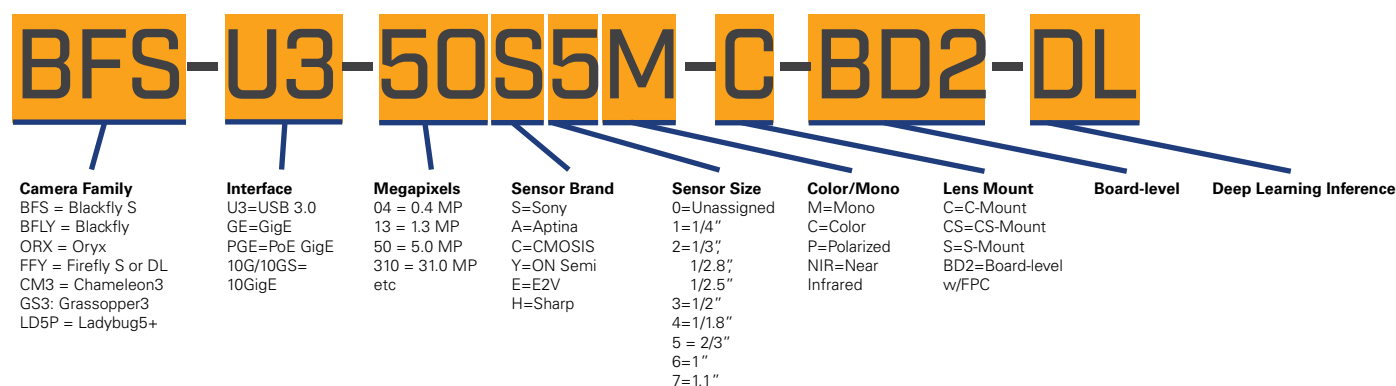 BFS-U3-50S5M-C-BD2-DL
Camera Family
BFS = Blackfly S
BFLY = Blackfly
ORX = Oryx
FFY = Firefly S or DL
CM3 = Chameleon3
GS3: Grassopper3
LD5P = Ladybug5+
Interface
U3=USB 3.0
GE=GigE
PGE=PoE GigE
10G/10GS=
10GigE
Megapixels
04 = 0.4 MP
13 = 1.3 MP
50 = 5.0 MP
310 = 31.0 MP
etc
Sensor Brand
S=Sony
A=Aptina
C=CMOSIS
Y=ON Semi
E=E2V
H=Sharp
Sensor Size
0=Unassigned
1=1/4”
2=1/3”,
1/2.8”,
1/2.5”
3=1/2”
4=1/1.8”
5 = 2/3”
6=1”
7=1.1”
Color/Mono
M=Mono
C=Color
P=Polarized
NIR=Near
Infrared
Lens Mount
C=C-Mount
CS=CS-Mount
S=S-Mount
BD2=Board-level
w/FPC
Board-level
Deep Learning Inference